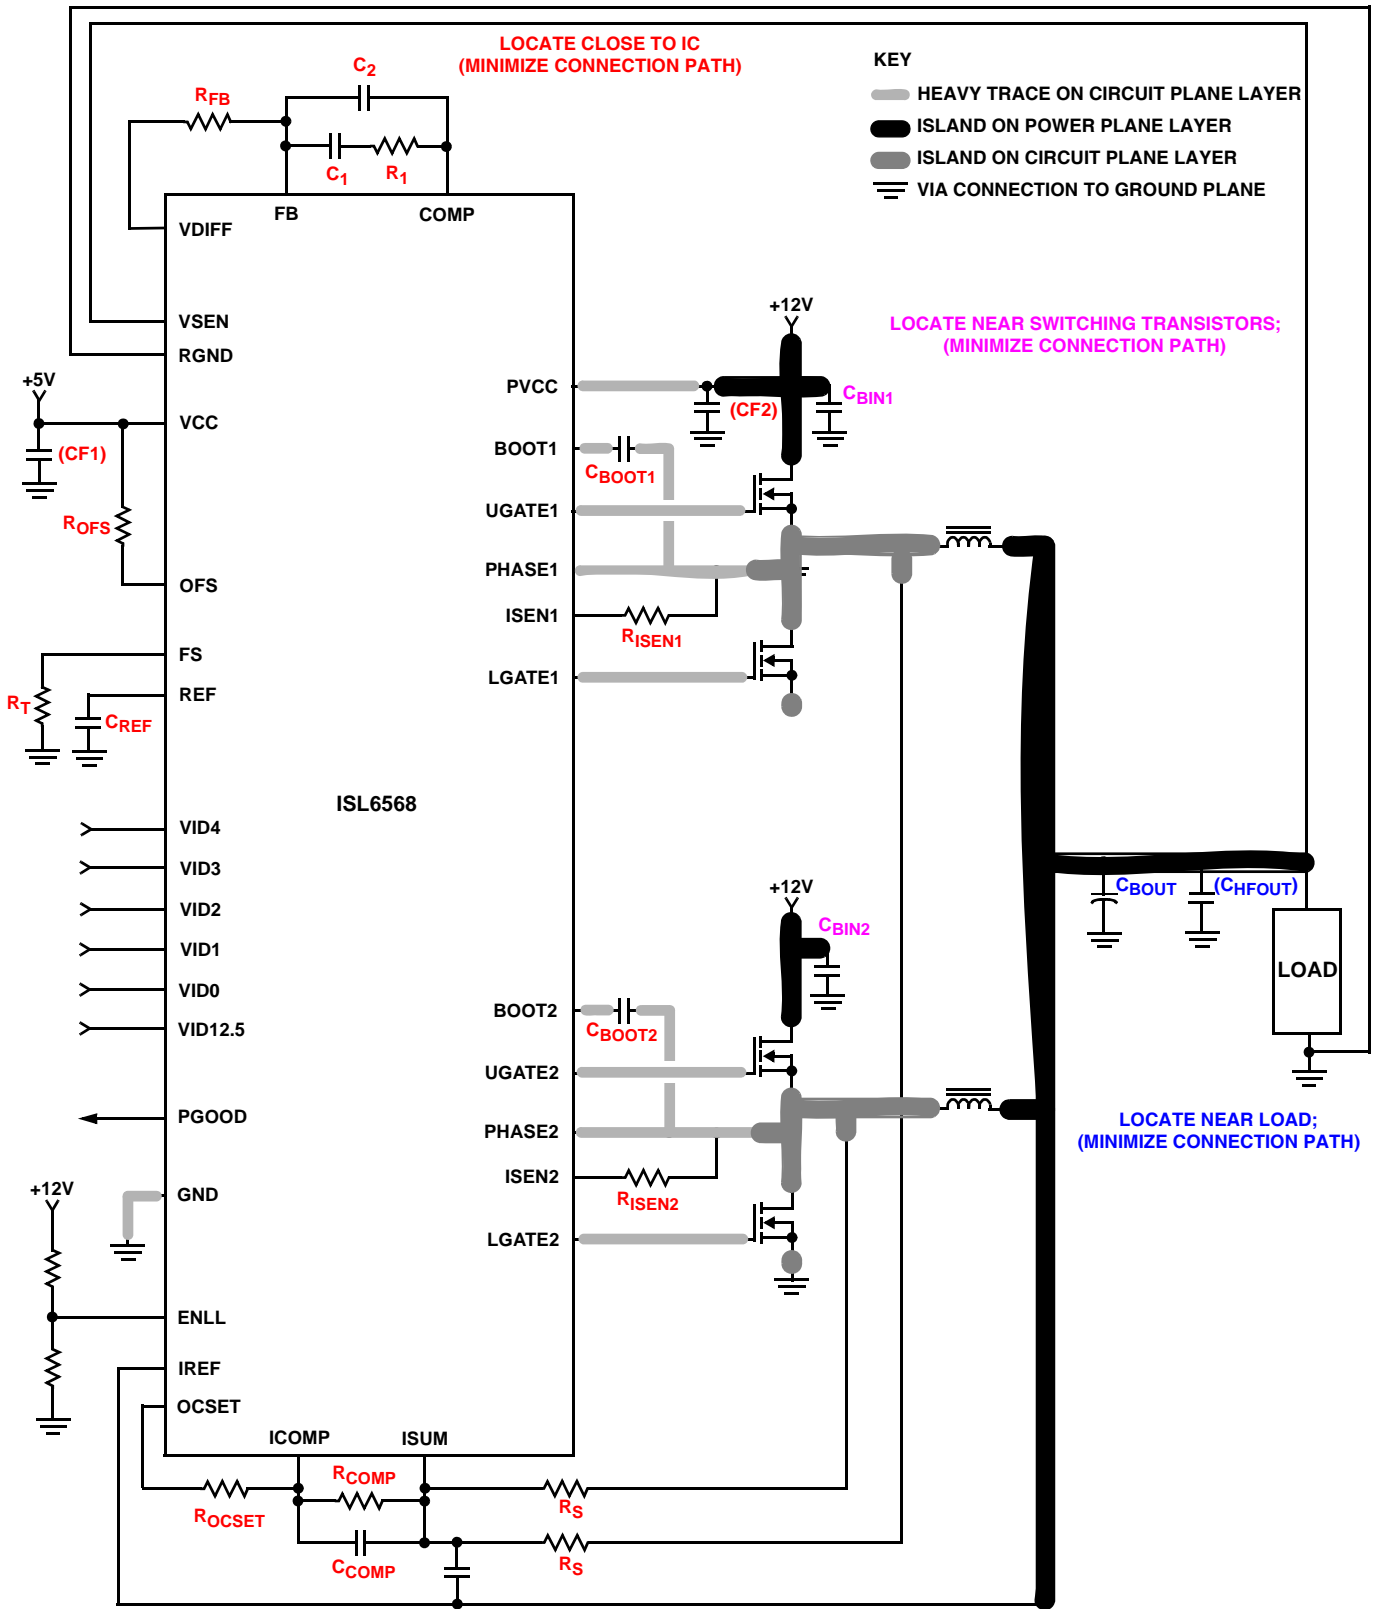 LOCATE CLOSE TO IC
(MINIMIZE CONNECTION PATH)
KEY
HEAVY TRACE ON CIRCUIT PLANE LAYER
ISLAND ON POWER PLANE LAYER
ISLAND ON CIRCUIT PLANE LAYER
VIA CONNECTION TO GROUND PLANE
C2
RFB
C1
R1
FB
COMP
VDIFF
VSEN
RGND
+5V
VCC
(CF1)
ROFS
OFS
FS
REF
RT
CREF
ISL6568
VID4
VID3
VID2
VID1
VID0
VID12.5
PGOOD
+12V
GND
ENLL
IREF
OCSET
ICOMP
ISUM
ROCSET
RCOMP
CCOMP
RS
RS
+12V
LOCATE NEAR SWITCHING TRANSISTORS;
(MINIMIZE CONNECTION PATH)
PVCC
(CF2)
CBIN1
BOOT1
CBOOT1
UGATE1
PHASE1
ISEN1
RISEN1
LGATE1
+12V
CBIN2
BOOT2
CBOOT2
UGATE2
PHASE2
ISEN2
RISEN2
LGATE2
CBOUT
(CHFOUT)
LOAD
LOCATE NEAR LOAD;
(MINIMIZE CONNECTION PATH)